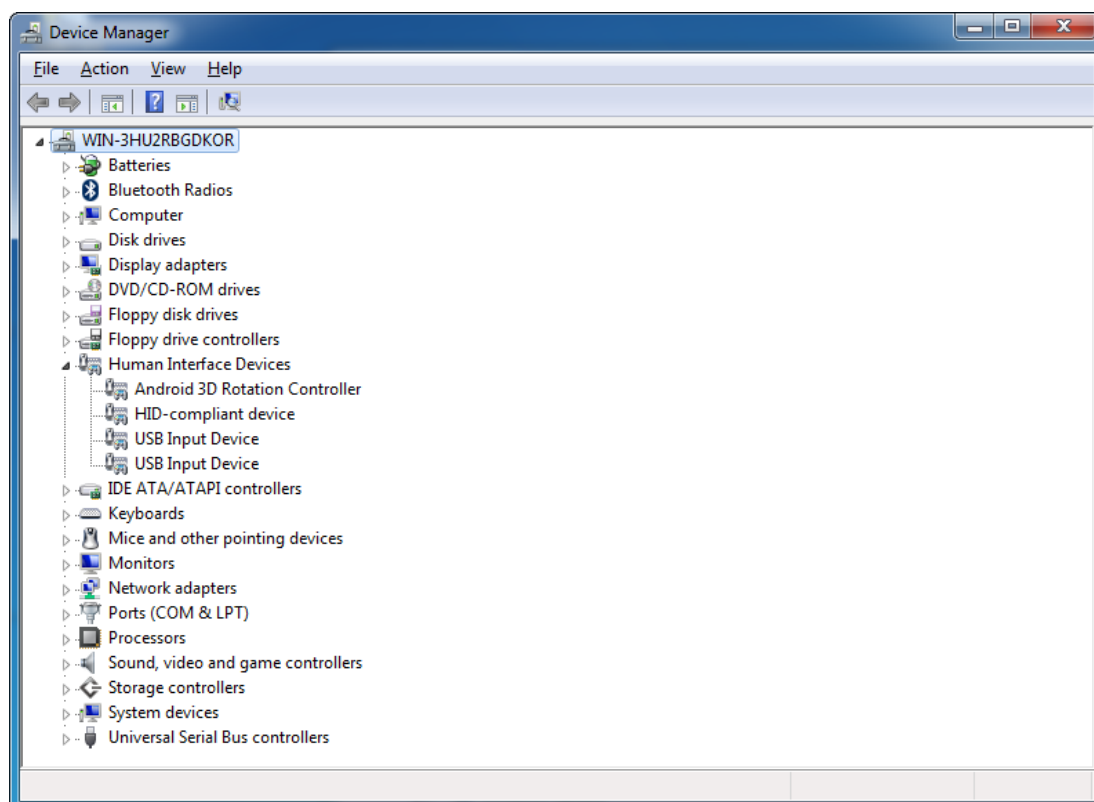 Device Manager
File Action View Help
WIN-3HU2RBGDKOR
Batteries
Bluetooth Radios
Computer
Disk drives
Display adapters
DVD/CD-ROM drives
Floppy disk drives
Floppy drive controllers
Human Interface Devices
Android 3D Rotation Controller
HID-compliant device
USB Input Device
USB Input Device
IDE ATA/ATAPI controllers
Keyboards
Mice and other pointing devices
Monitors
Network adapters
Ports (COM & LPT)
Processors
Sound, video and game controllers
Storage controllers
System devices
Universal Serial Bus controllers